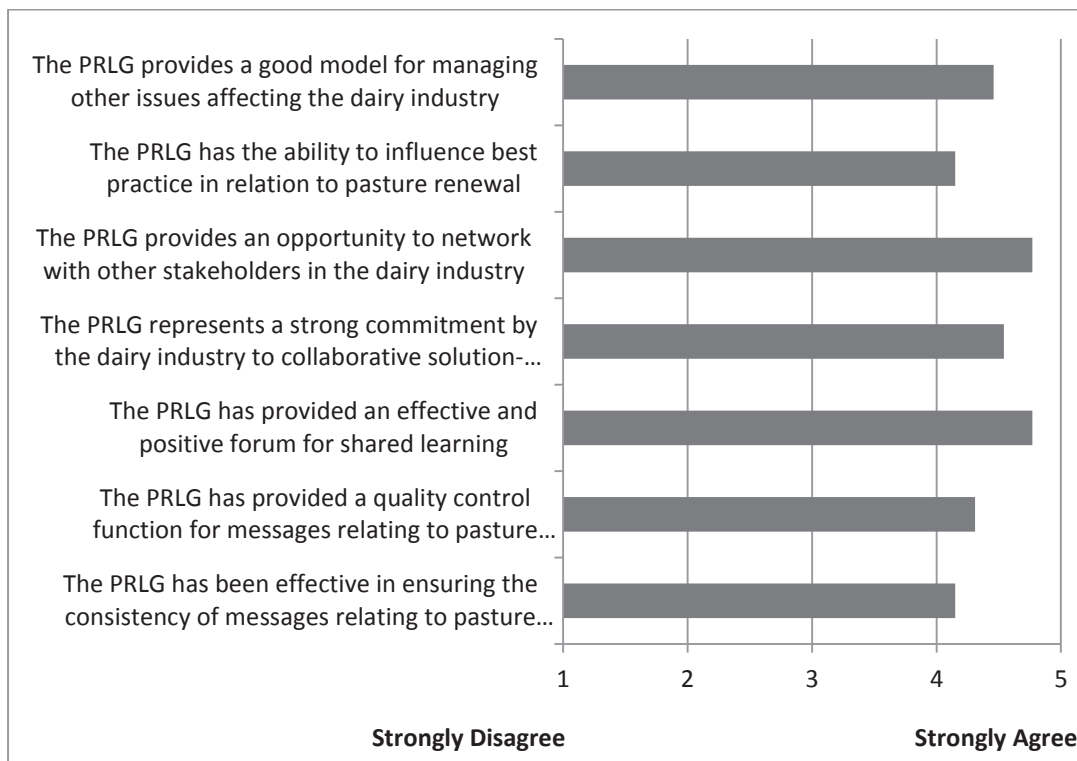 The PRLG provides a good model for managing
other issues affecting the dairy industry
The PRLG has the ability to influence best
practice in relation to pasture renewal
The PRLG provides an opportunity to network
with other stakeholders in the dairy industry
The PRLG represents a strong commitment by
the dairy industry to collaborative solution-...
The PRLG has provided an effective and
positive forum for shared learning
The PRLG has provided a quality control
function for messages relating to pasture...
The PRLG has been effective in ensuring the
consistency of messages relating to pasture...
1 2 3 4 5
Strongly Disagree Strongly Agree